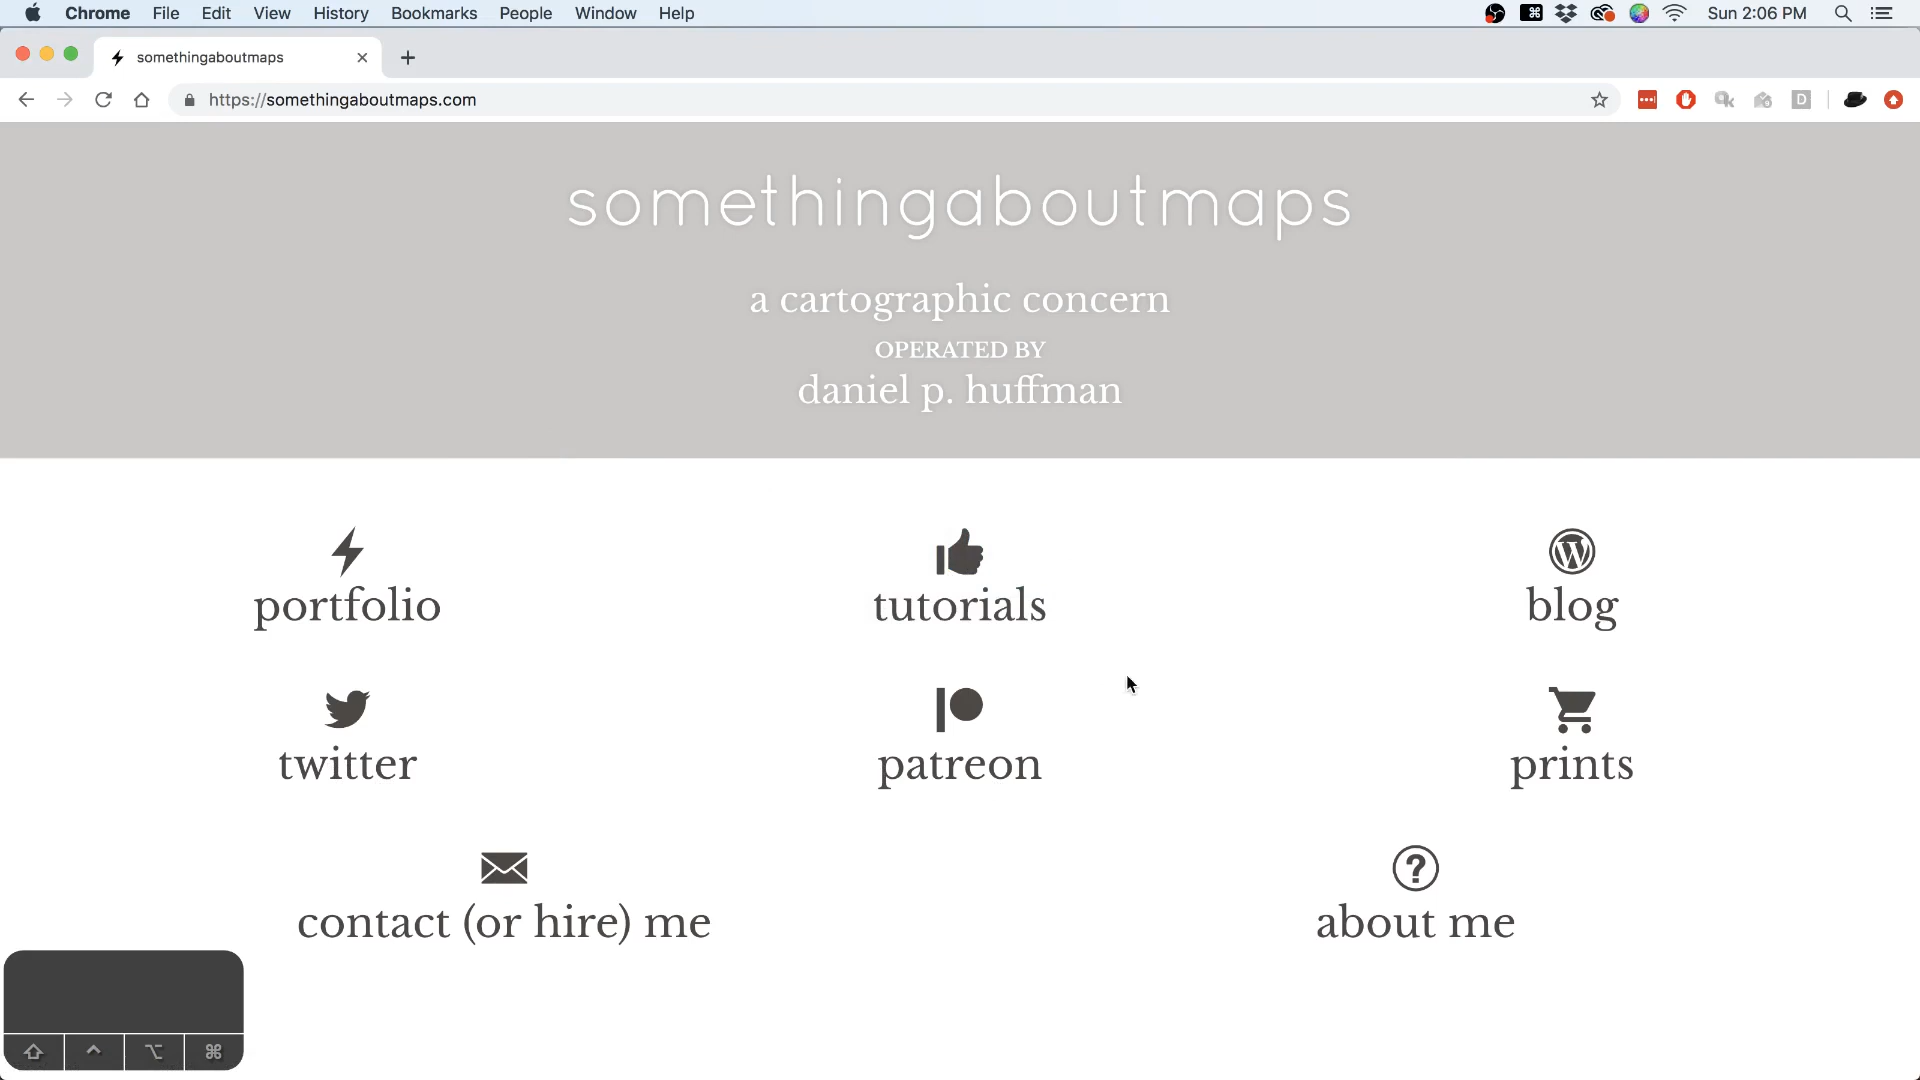 Chrome File Edit View History Bookmarks People Window Help Sun 2:06 PM
somethingaboutmaps
https://somethingaboutmaps.com
D
somethingaboutmaps
a cartographic concern
OPERATED BY
daniel p. huffman
portfolio tutorials blog
twitter patreon prints
contact (or hire) me about me